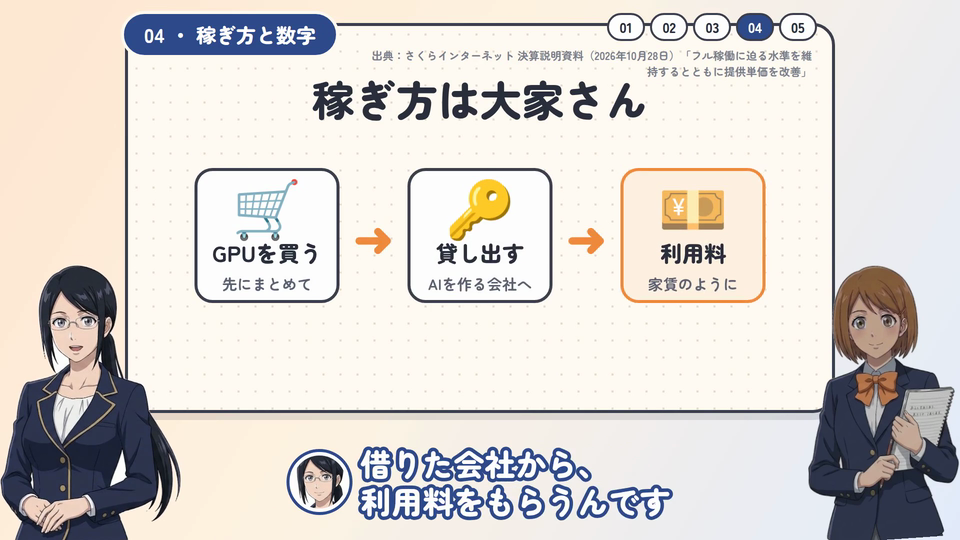 04 ・ 稼ぎ方と数字
01 02 03 04 05
出典：さくらインターネット 決算説明資料（2026年10月28日）「フル稼働に迫る水準を維
持するとともに提供単価を改善」
稼ぎ方は大家さん
GPUを買う
先にまとめて
貸し出す
AIを作る会社へ
¥
利用料
家賃のように
借りた会社から、
利用料をもらうんです